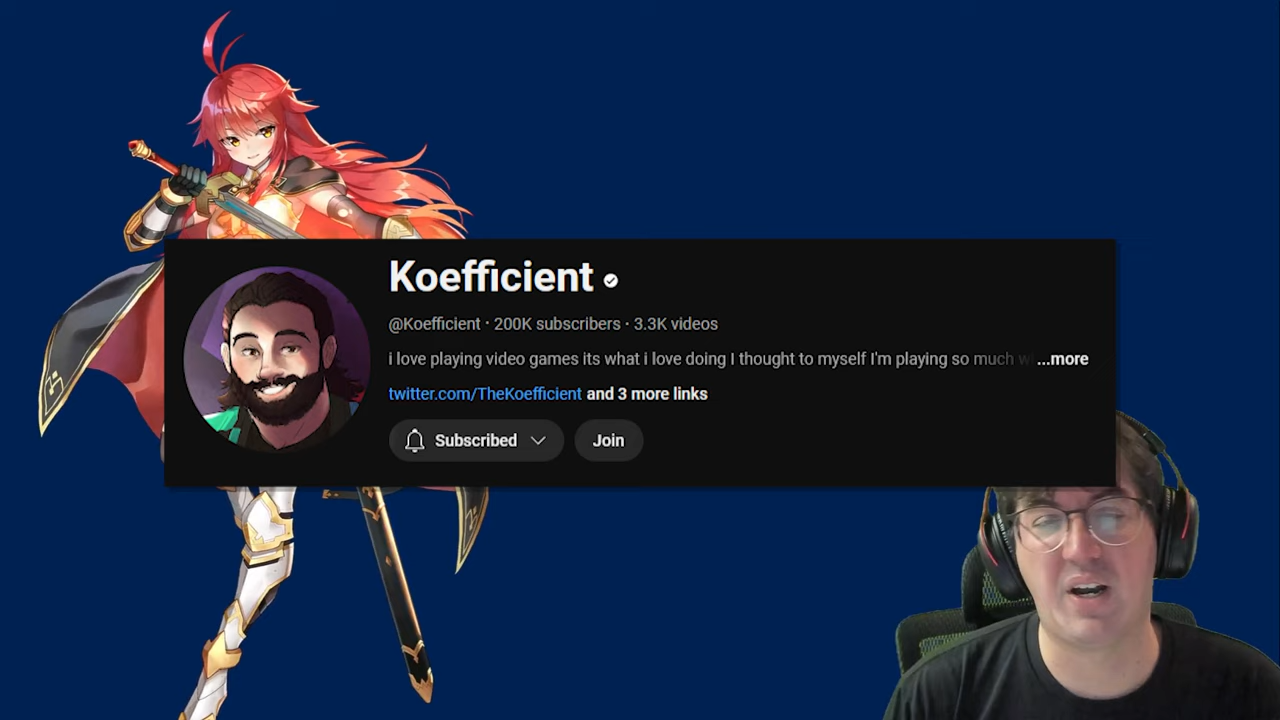 Koefficient
@Koefficient · 200K subscribers · 3.3K videos
i love playing video games its what i love doing I thought to myself I'm playing so much ...more
twitter.com/TheKoefficient and 3 more links
Subscribed
Join